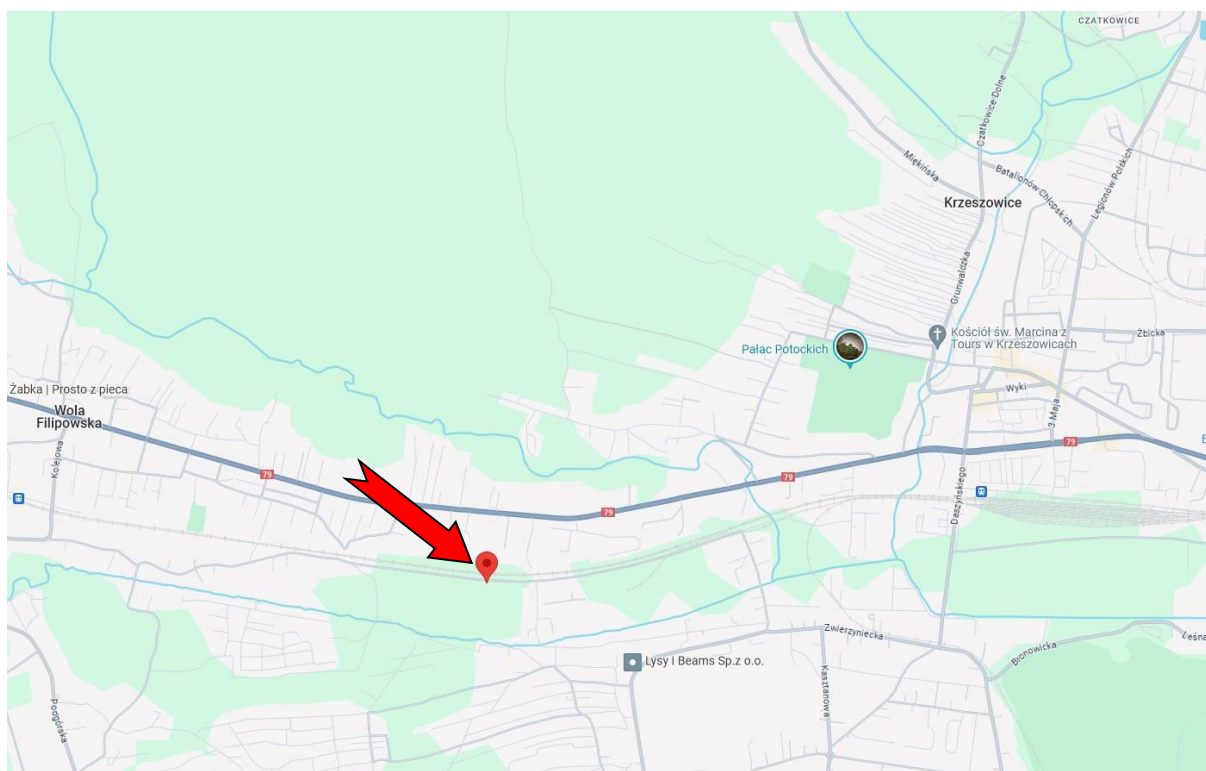 CZATKOWICE
Czatkowice Dolne
Legionów Polskich
Miękińska
Batalionów Chłopskich
Krzeszowice
Grunwaldzka
Kościół św. Marcina z
Tours w Krzeszowicach
Żbicka
Pałac Potockich
Wyki
Żabka | Prosto z pieca
Wola
Filipowska
3 Maja
79
79
79
79
Kolejowa
Daszyńskiego
Zwierzyniecka
Leśna
Bronowicka
Lysy I Beams Sp.z o.o.
Kasztanowa
Podgórska